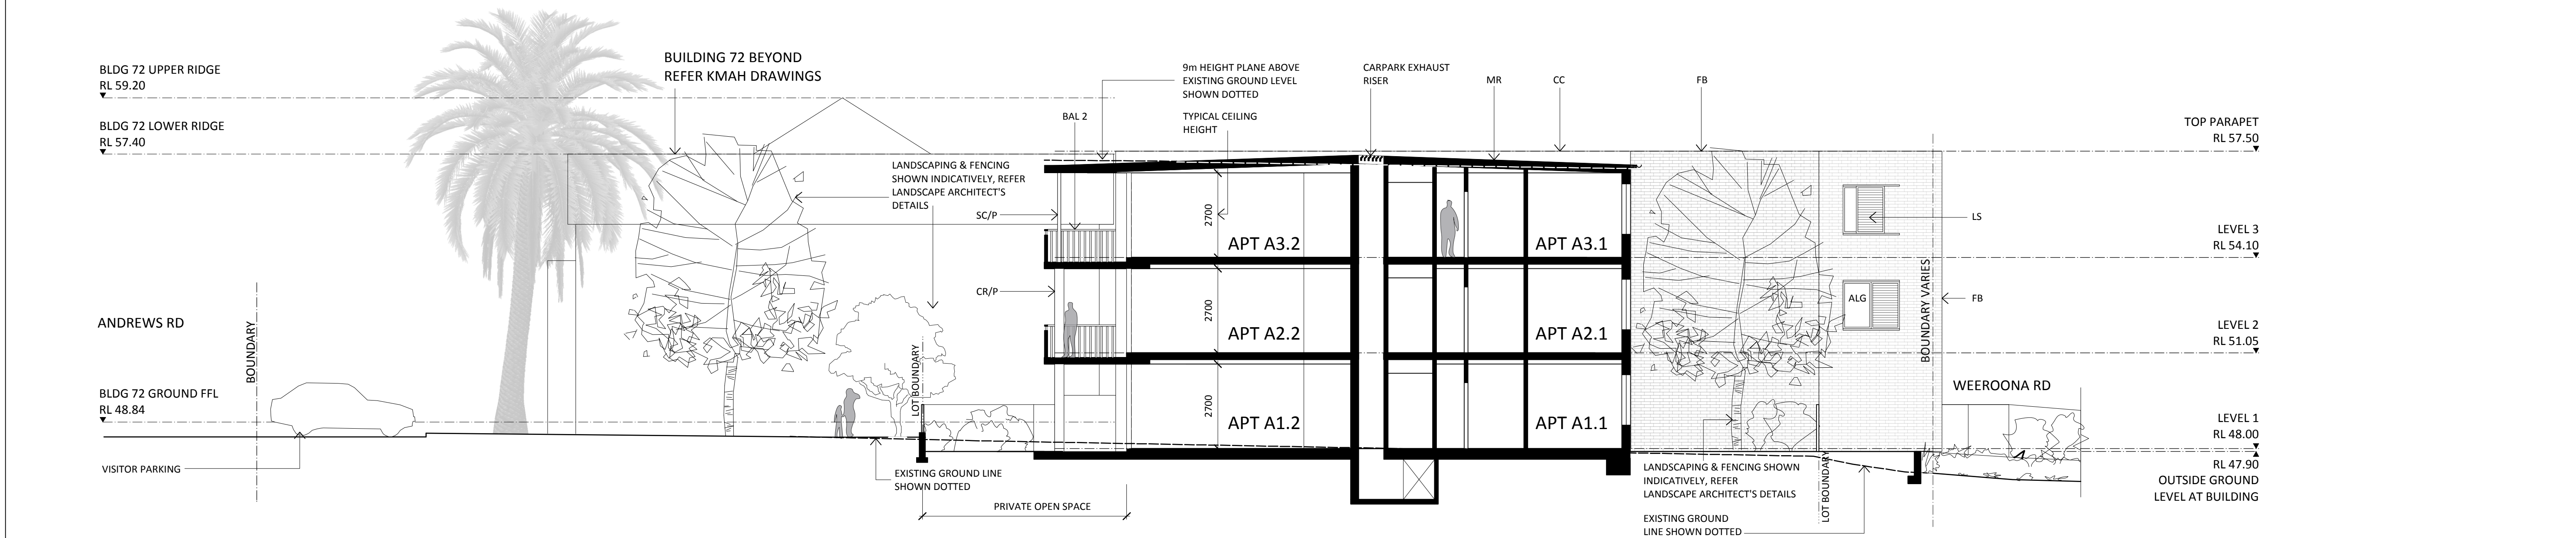 BLDG 72 UPPER RIDGE
RL 59.20
BLDG 72 LOWER RIDGE
RL 57.40
ANDREWS RD
BOUNDARY
BLDG 72 GROUND FFL
RL 48.84
VISITOR PARKING
BUILDING 72 BEYOND
REFER KMAH DRAWINGS
LANDSCAPING & FENCING
SHOWN INDICATIVELY, REFER
LANDSCAPE ARCHITECT'S
DETAILS
LOT BOUNDARY
EXISTING GROUND LINE
SHOWN DOTTED
PRIVATE OPEN SPACE
SC/P
CR/P
BAL 2
9m HEIGHT PLANE ABOVE
EXISTING GROUND LEVEL
SHOWN DOTTED
TYPICAL CEILING
HEIGHT
CARPARK EXHAUST
RISER
MR
CC
FB
2700
APT A3.2
APT A3.1
2700
APT A2.2
APT A2.1
2700
APT A1.2
APT A1.1
LS
ALG
FB
BOUNDARY VARIES
WEEROONA RD
LANDSCAPING & FENCING SHOWN
INDICATIVELY, REFER
LANDSCAPE ARCHITECT'S DETAILS
LOT BOUNDARY
EXISTING GROUND
LINE SHOWN DOTTED
TOP PARAPET
RL 57.50
LEVEL 3
RL 54.10
LEVEL 2
RL 51.05
LEVEL 1
RL 48.00
RL 47.90
OUTSIDE GROUND
LEVEL AT BUILDING